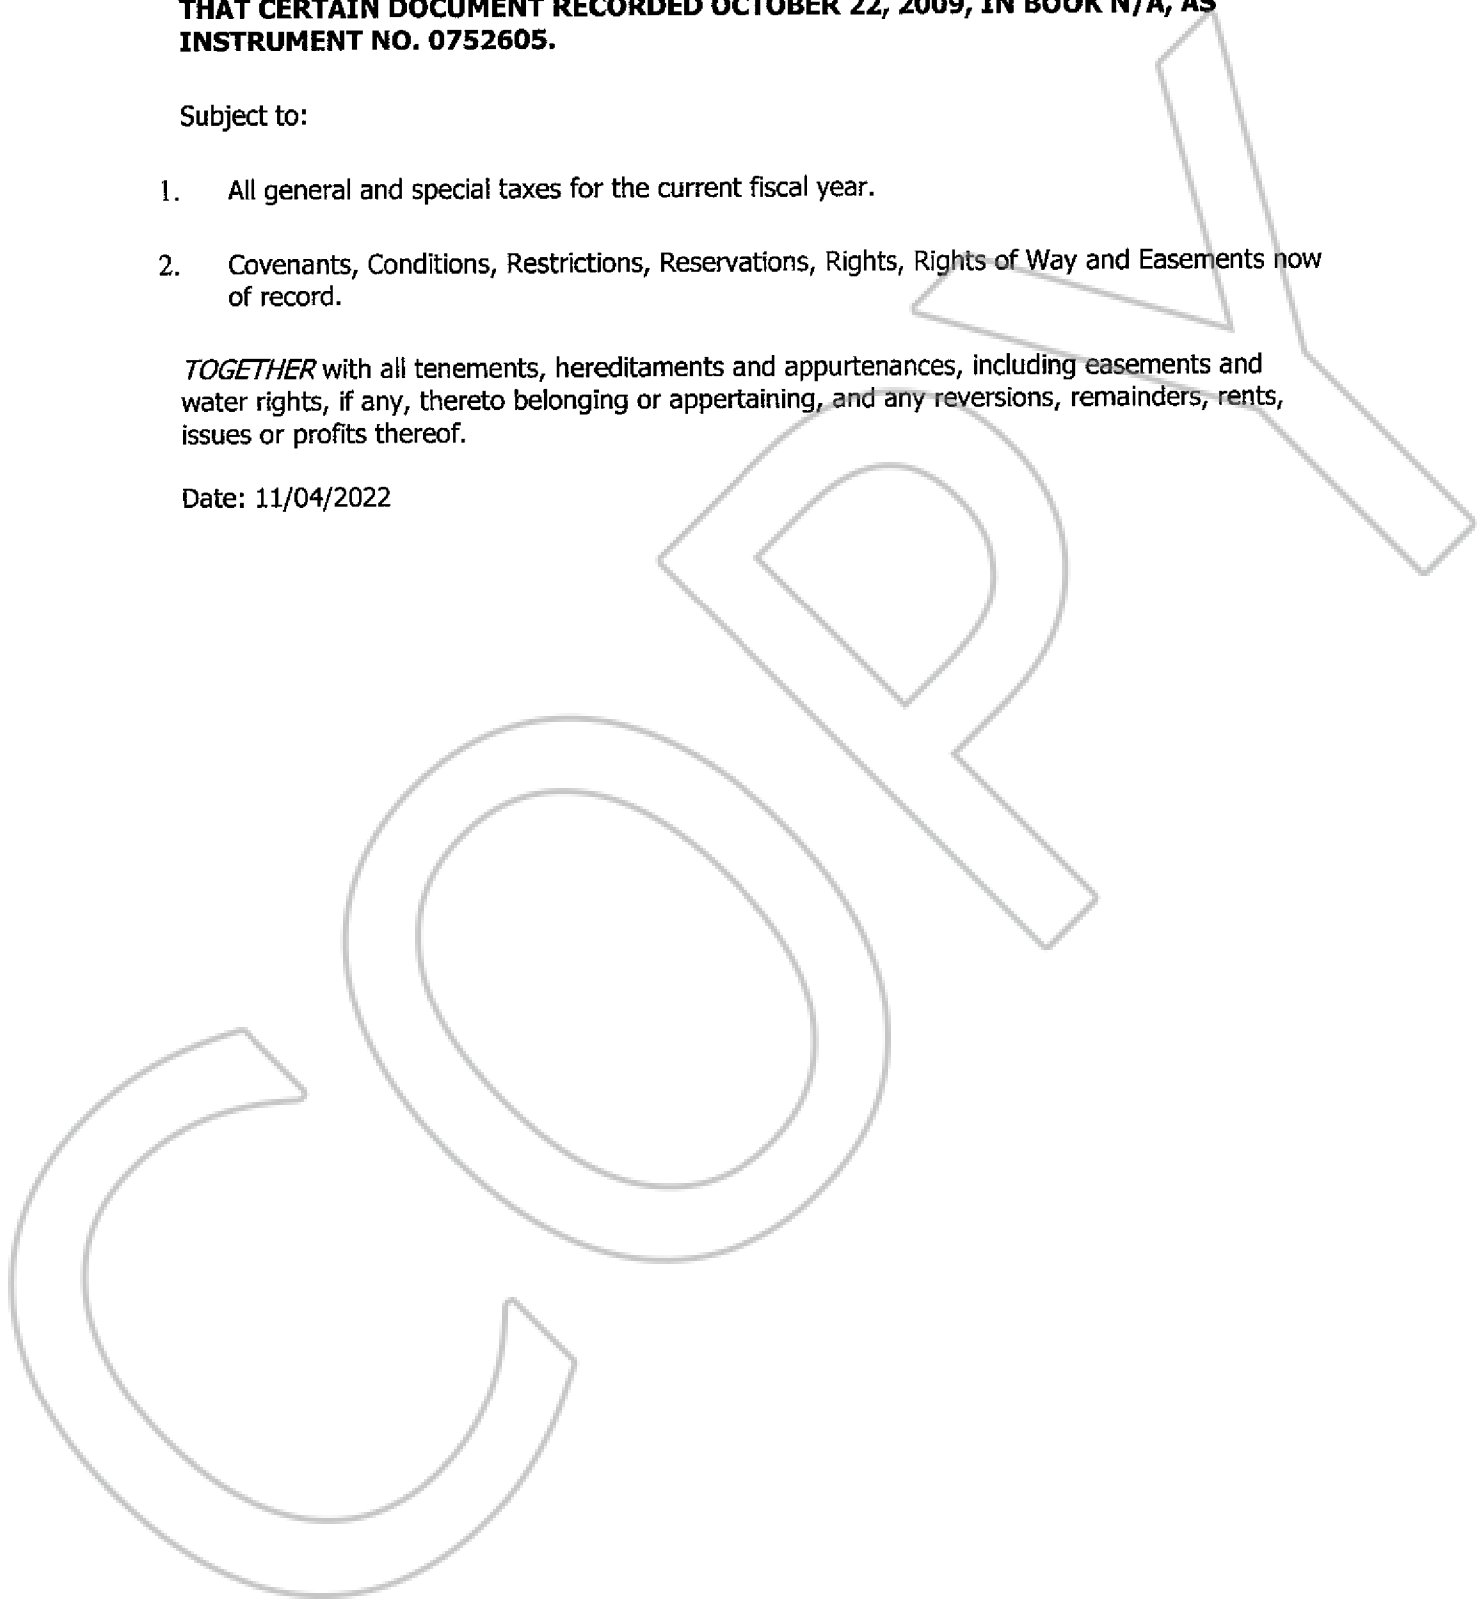 THAT CERTAIN DOCUMENT RECORDED OCTOBER 22, 2009, IN BOOK N/A, AS
INSTRUMENT NO. 0752605.
Subject to:
1. All general and special taxes for the current fiscal year.
2. Covenants, Conditions, Restrictions, Reservations, Rights, Rights of Way and Easements now
of record.
TOGETHER with all tenements, hereditaments and appurtenances, including easements and
water rights, if any, thereto belonging or appertaining, and any reversions, remainders, rents,
issues or profits thereof.
Date: 11/04/2022
COPY